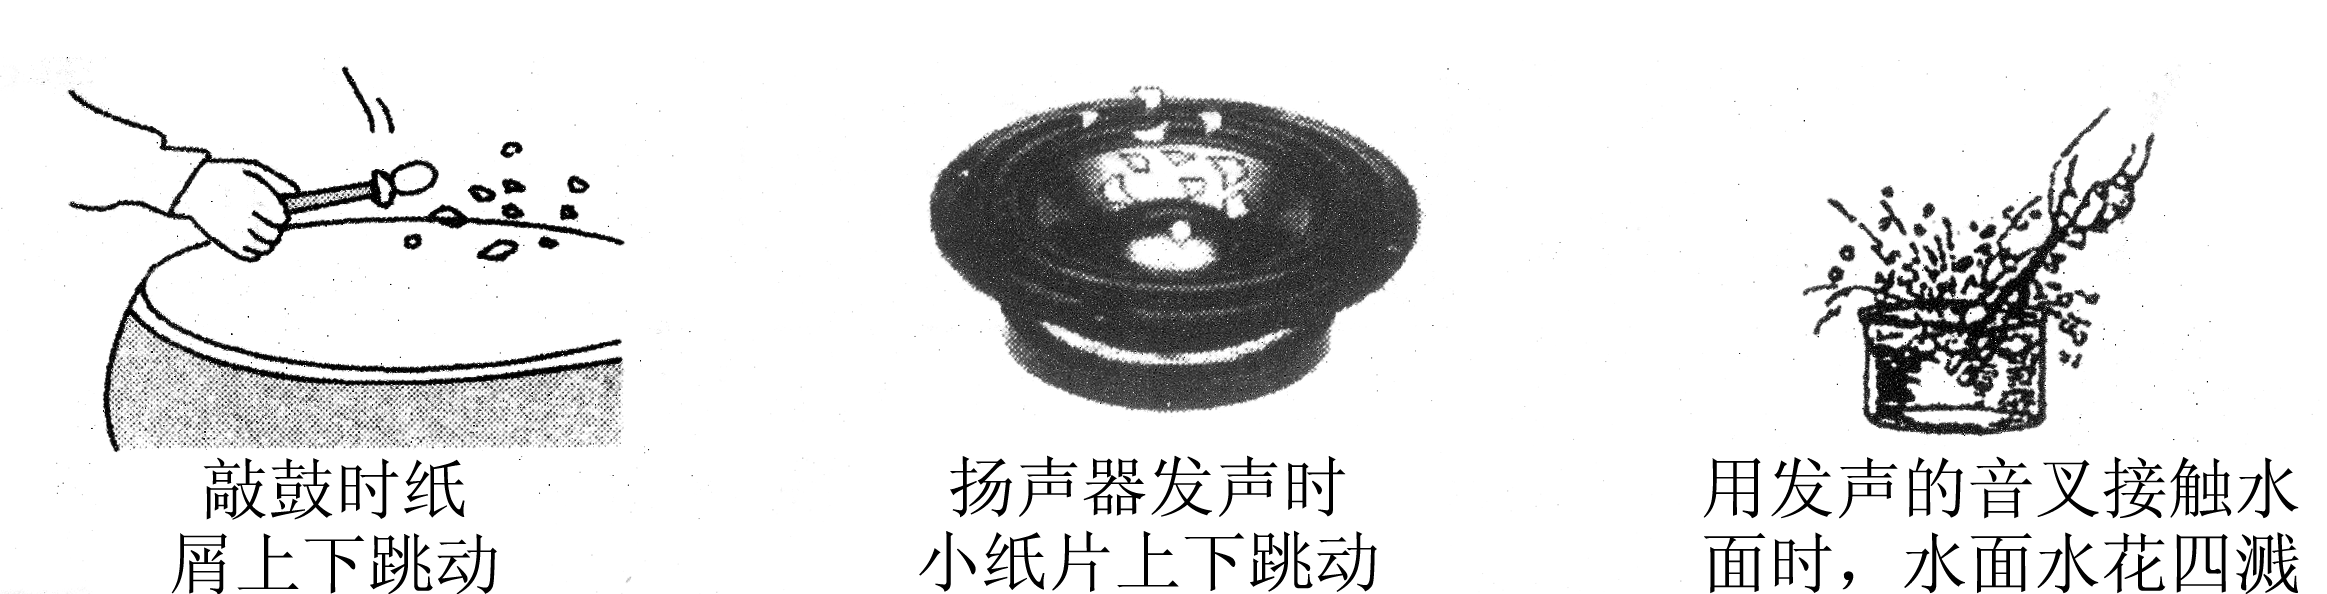 敲鼓时纸
屑上下跳动
扬声器发声时
小纸片上下跳动
用发声的音叉接触水
面时，水面水花四溅